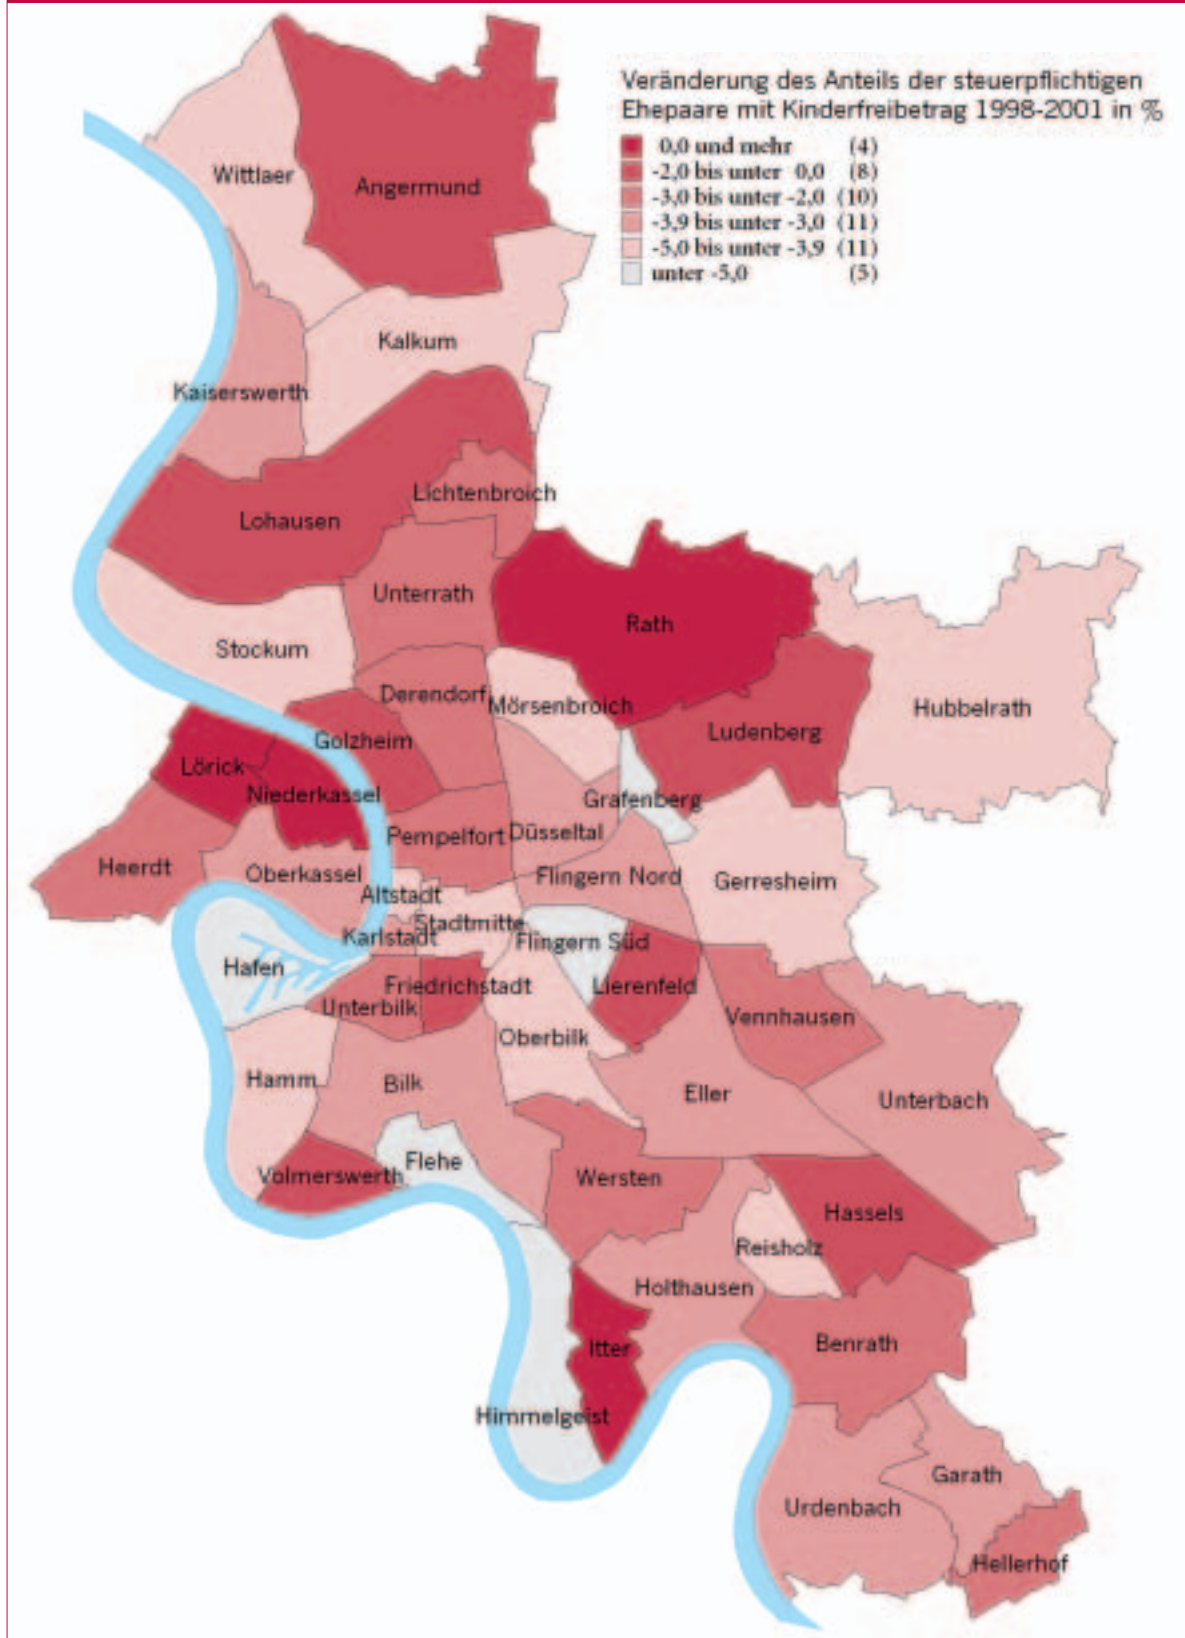 Veränderung des Anteils der steuerpflichtigen
Ehepaare mit Kinderfreibetrag 1998-2001 in %
0,0 und mehr (4)
-2,0 bis unter 0,0 (8)
-3,0 bis unter -2,0 (10)
-3,9 bis unter -3,0 (11)
-5,0 bis unter -3,9 (11)
unter -5,0 (5)
Wittlaer
Angermund
Kalkum
Kaiserswerth
Lichtenbroich
Lohausen
Unterrath
Rath
Stockum
Derendorf
Mörsenbroich
Hubbelrath
Ludenberg
Golzheim
Lörick
Niederkassel
Grafenberg
Pempelfort
Düsseltal
Heerdt
Oberkassel
Flingern Nord
Gerresheim
Altstadt
Stadtmitte
Karlstadt
Flingern Süd
Hafen
Friedrichstadt
Lierenfeld
Unterbilk
Vennhausen
Oberbilk
Hamm
Bilk
Eller
Unterbach
Flehe
Volmerswerth
Wersten
Hassels
Reisholz
Holthausen
Benrath
Itter
Himmelgeist
Garath
Urdenbach
Hellerhof